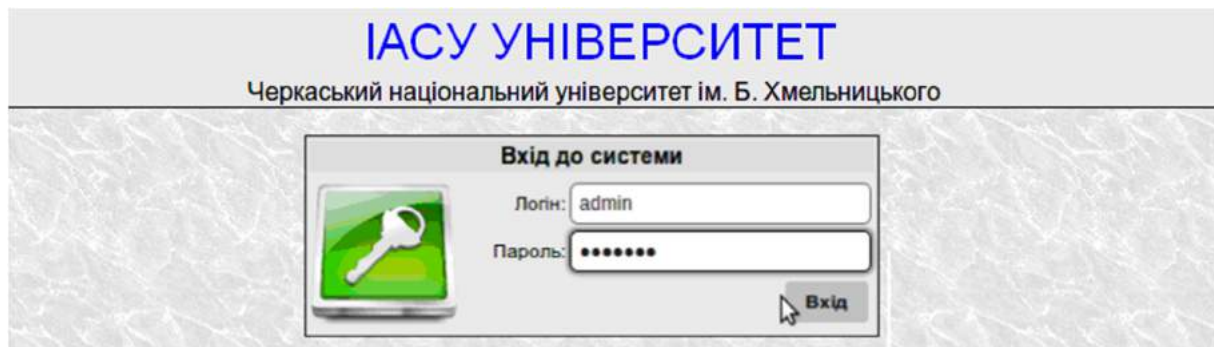 ІАСУ УНІВЕРСИТЕТ
Черкаський національний університет ім. Б. Хмельницького
Вхід до системи
Логін: admin
Пароль: •••••••
Вхід